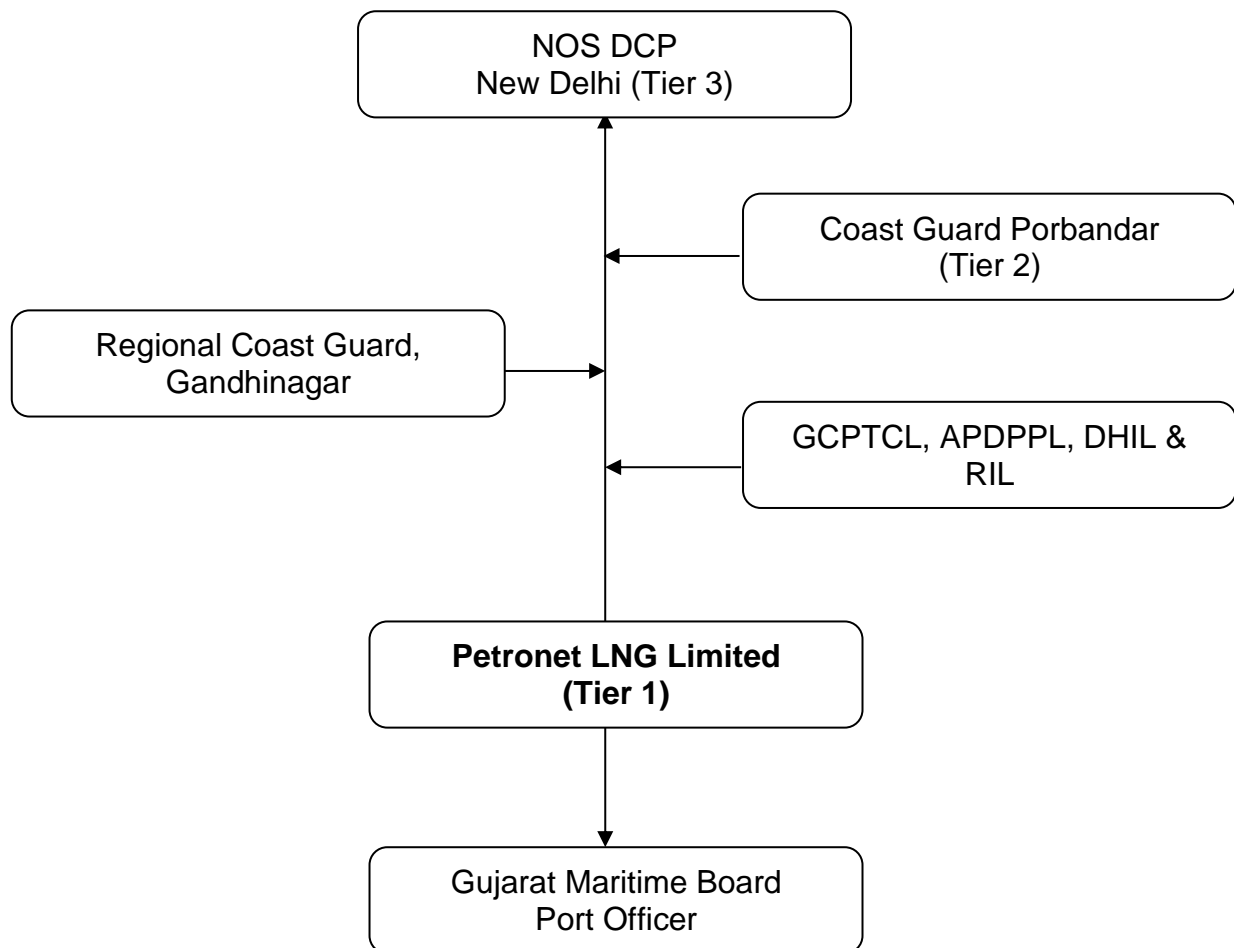 NOS DCP
New Delhi (Tier 3)
Coast Guard Porbandar
(Tier 2)
Regional Coast Guard,
Gandhinagar
GCPTCL, APDPPL, DHIL &
RIL
Petronet LNG Limited
(Tier 1)
Gujarat Maritime Board
Port Officer